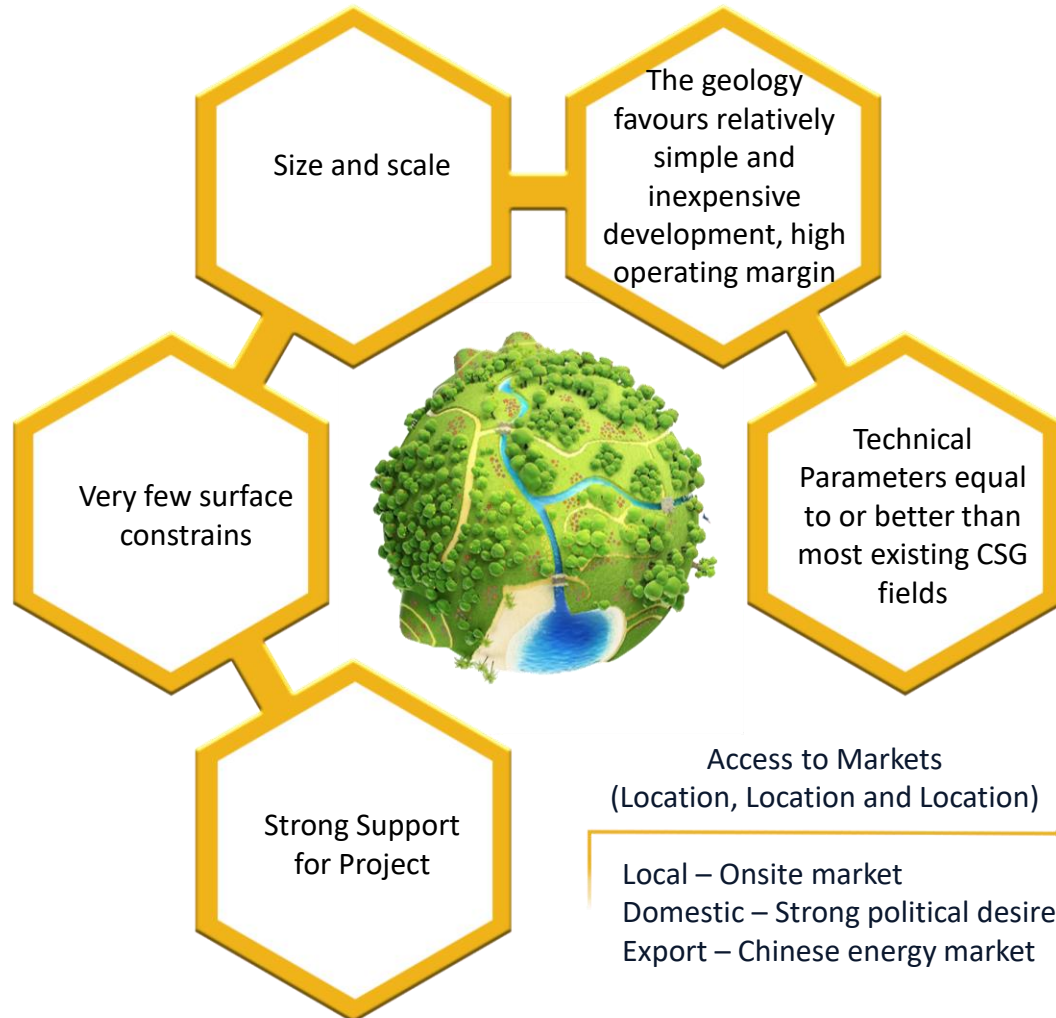 Size and scale
The geology
favours relatively
simple and
inexpensive
development, high
operating margin
Very few surface
constrains
Technical
Parameters equal
to or better than
most existing CSG
fields
Strong Support
for Project
Access to Markets
(Location, Location and Location)
Local – Onsite market
Domestic – Strong political desire
Export – Chinese energy market